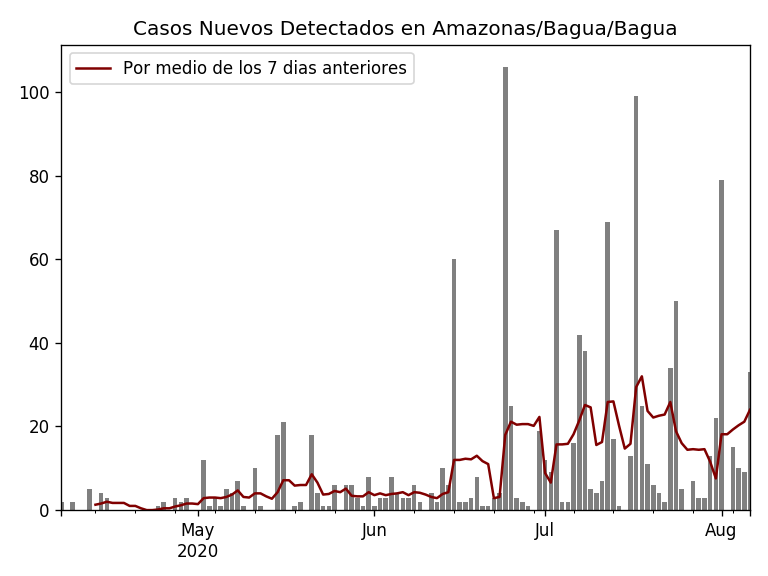 Casos Nuevos Detectados en Amazonas/Bagua/Bagua
Por medio de los 7 dias anteriores
100
80
60
40
20
0
May
Jun
Jul
Aug
2020